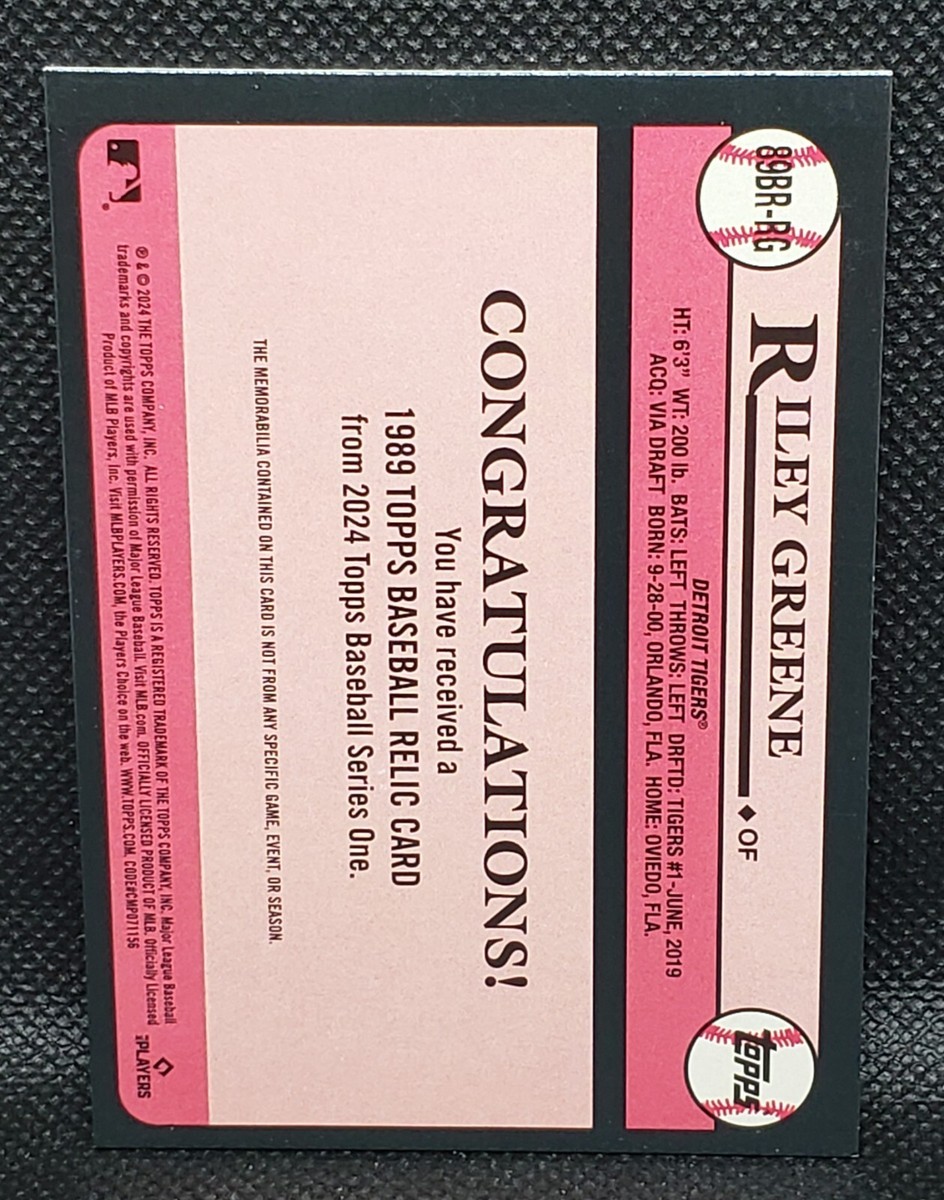 89BR-RG
RILEY GREENE ♦ OF
topps
DETROIT TIGERS®
HT: 6'3" WT: 200 lb. BATS: LEFT THROWS: LEFT DRFTD: TIGERS #1-JUNE, 2019
ACQ: VIA DRAFT BORN: 9-28-00, ORLANDO, FLA. HOME: OVIEDO, FLA.
CONGRATULATIONS!
You have received a
1989 TOPPS BASEBALL RELIC CARD
from 2024 Topps Baseball Series One.
THE MEMORABILIA CONTAINED ON THIS CARD IS NOT FROM ANY SPECIFIC GAME, EVENT, OR SEASON.
® & © 2024 THE TOPPS COMPANY, INC. ALL RIGHTS RESERVED. TOPPS IS A REGISTERED TRADEMARK OF THE TOPPS COMPANY, INC. Major League Baseball
trademarks and copyrights are used with permission of Major League Baseball. Visit MLB.com. OFFICIALLY LICENSED PRODUCT OF MLB. Officially Licensed
Product of MLB Players, Inc. Visit MLBPLAYERS.COM, the Players Choice on the web. WWW.TOPPS.COM. CODE#CMP071156
PLAYERS